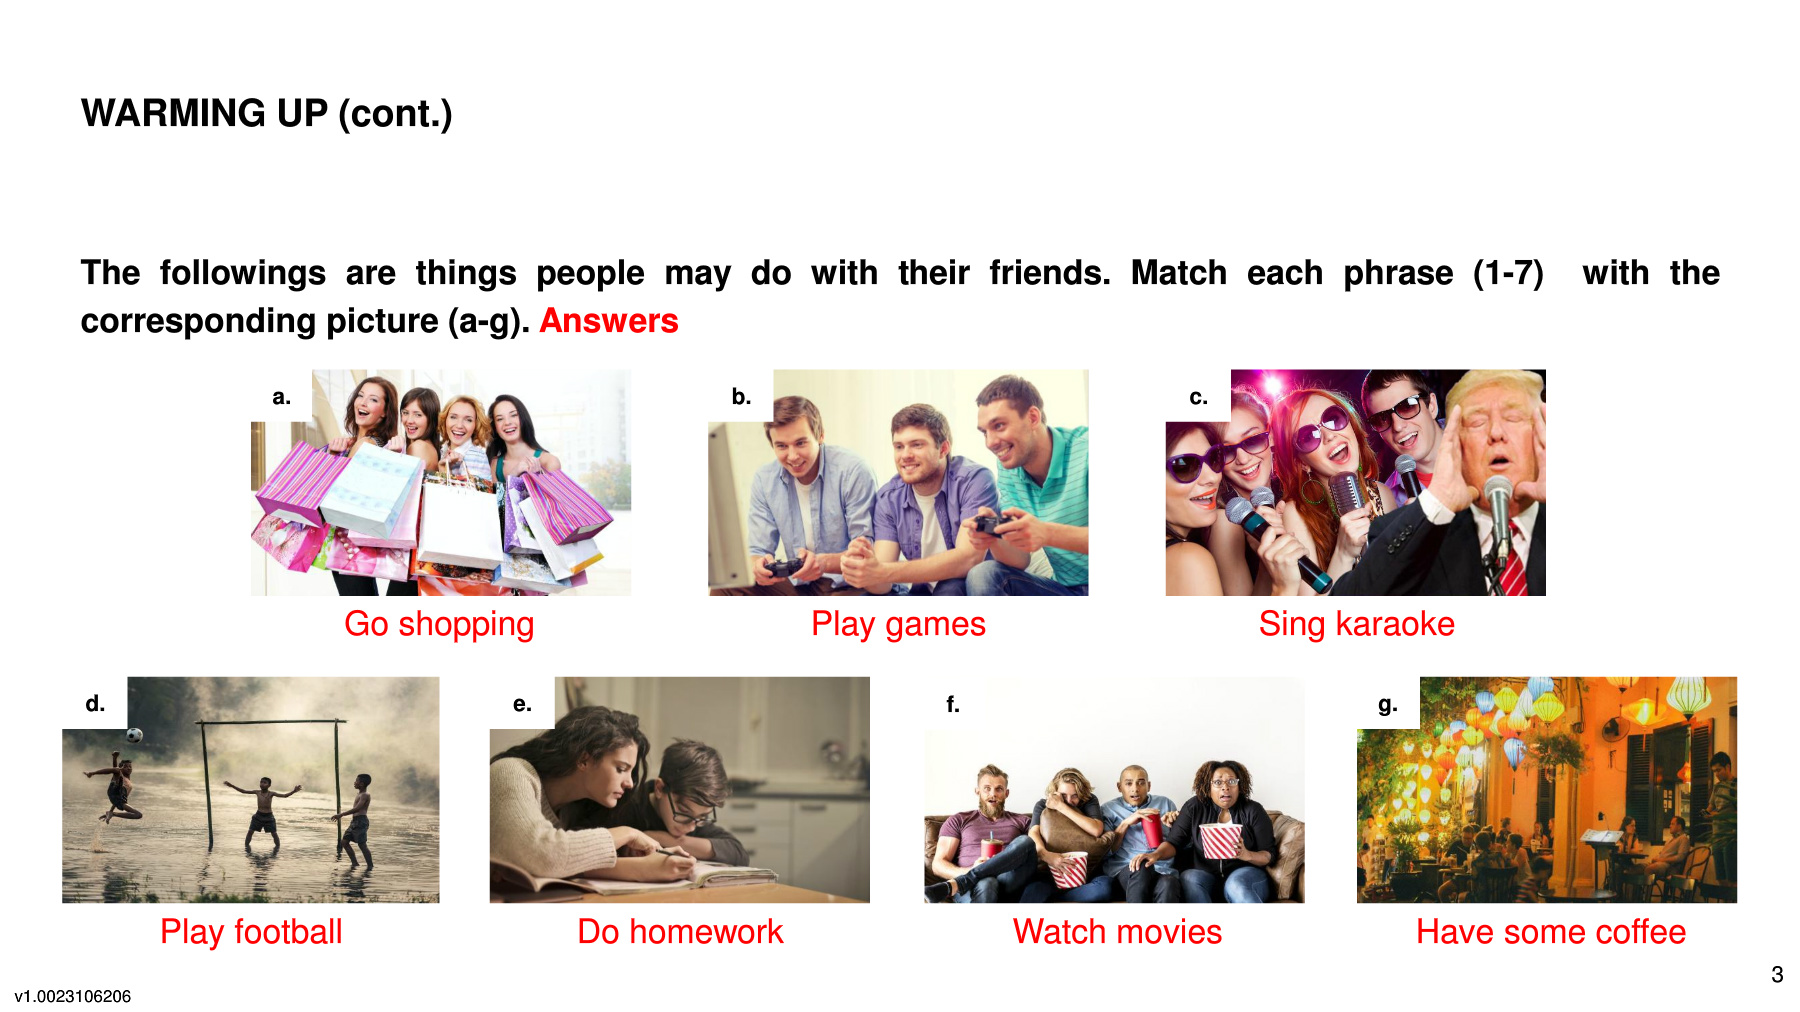 WARMING UP (cont.)
The followings are things people may do with their friends. Match each phrase (1-7) with the
corresponding picture (a-g). Answers
a.
b.
c.
Go shopping
Play games
Sing karaoke
d.
e.
f.
g.
Play football
Do homework
Watch movies
Have some coffee
3
v1.0023106206